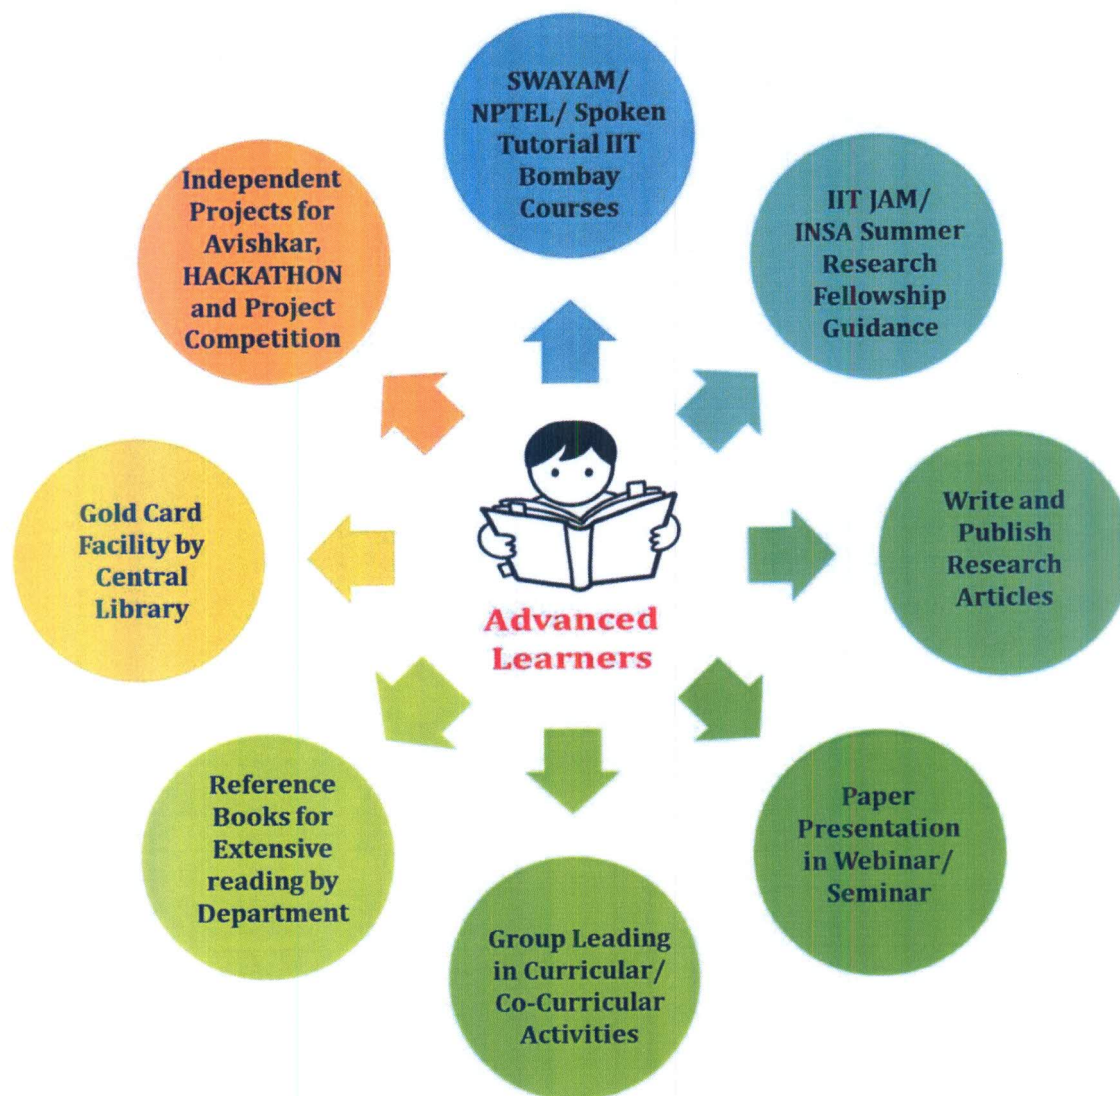 SWAYAM/
NPTEL/ Spoken
Tutorial IIT
Bombay
Courses
IIT JAM/
INSA Summer
Research
Fellowship
Guidance
Write and
Publish
Research
Articles
Paper
Presentation
in Webinar/
Seminar
Group Leading
in Curricular/
Co-Curricular
Activities
Reference
Books for
Extensive
reading by
Department
Gold Card
Facility by
Central
Library
Independent
Projects for
Avishkar,
HACKATHON
and Project
Competition
Advanced
Learners